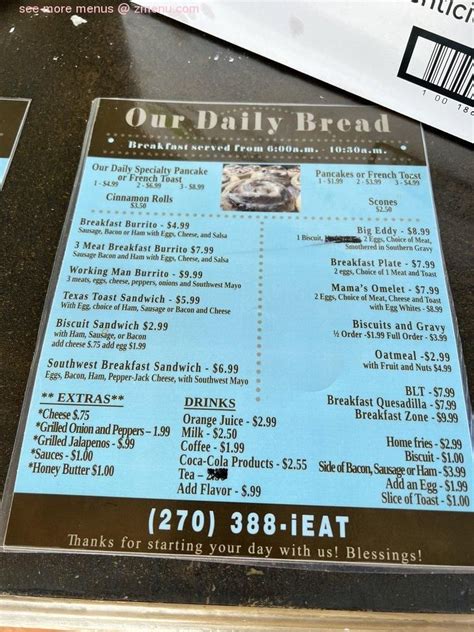 see more menus @ zmenu.com
1 00 186
Our Daily Bread
Breakfast served from 6:00a.m. - 10:30a.m.
Our Daily Specialty Pancake
or French Toast
1 - $4.99 2 - $6.99 3 - $8.99
Cinnamon Rolls
$3.50
Pancakes or French Tocst
1 - $1.99 2 - $3.99 3 - $4.99
Scones
$2.50
Breakfast Burrito - $4.99
Sausage, Bacon or Ham with Eggs, Cheese, and Salsa
3 Meat Breakfast Burrito $7.99
Sausage Bacon and Ham with Eggs, Cheese, and Salsa
Working Man Burrito - $9.99
3 meats, eggs, cheese, peppers, onions and Southwest Mayo
Texas Toast Sandwich - $5.99
With Egg, choice of Ham, Sausage or Bacon and Cheese
Biscuit Sandwich $2.99
with Ham, Sausage, or Bacon
add cheese $.75 add egg $1.99
Southwest Breakfast Sandwich - $6.99
Eggs, Bacon, Ham, Pepper-Jack Cheese, with Southwest Mayo
Big Eddy - $8.99
1 Biscuit, 2 Eggs, Choice of Meat,
Smothered in Southern Gravy
Breakfast Plate - $7.99
2 eggs, Choice of 1 Meat and Toast
Mama's Omelet - $7.99
2 Eggs, Choice of Meat, Cheese and Toast
with Egg Whites - $8.99
Biscuits and Gravy
½ Order -$1.99 Full Order - $3.99
Oatmeal -$2.99
with Fruit and Nuts $4.99
BLT - $7.99
Breakfast Quesadilla - $7.99
Breakfast Zone - $9.99
** EXTRAS**
*Cheese $.75
*Grilled Onion and Peppers – 1.99
*Grilled Jalapenos - $.99
*Sauces - $1.00
*Honey Butter $1.00
DRINKS
Orange Juice - $2.99
Milk - $2.50
Coffee - $1.99
Coca-Cola Products - $2.55
Tea –
Add Flavor - $.99
Home fries - $2.99
Biscuit - $1.00
Side of Bacon, Sausage or Ham - $3.99
Add an Egg - $1.99
Slice of Toast - $1.00
(270) 388-iEAT
Thanks for starting your day with us! Blessings!